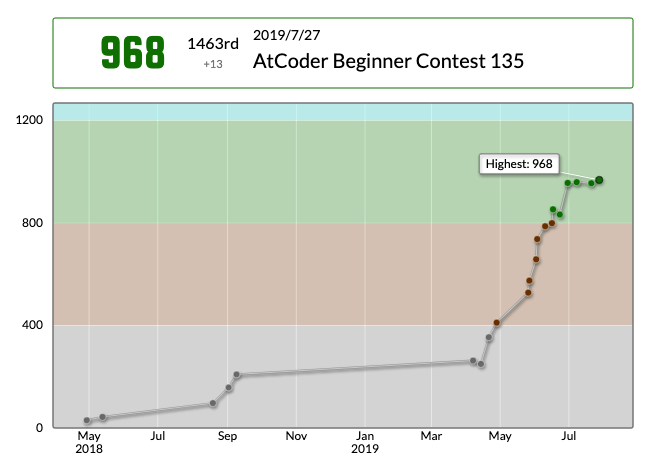 968
1463rd
+13
2019/7/27
AtCoder Beginner Contest 135
1200
800
400
0
Highest: 968
May Jul Sep Nov Jan Mar May Jul
2018 2019